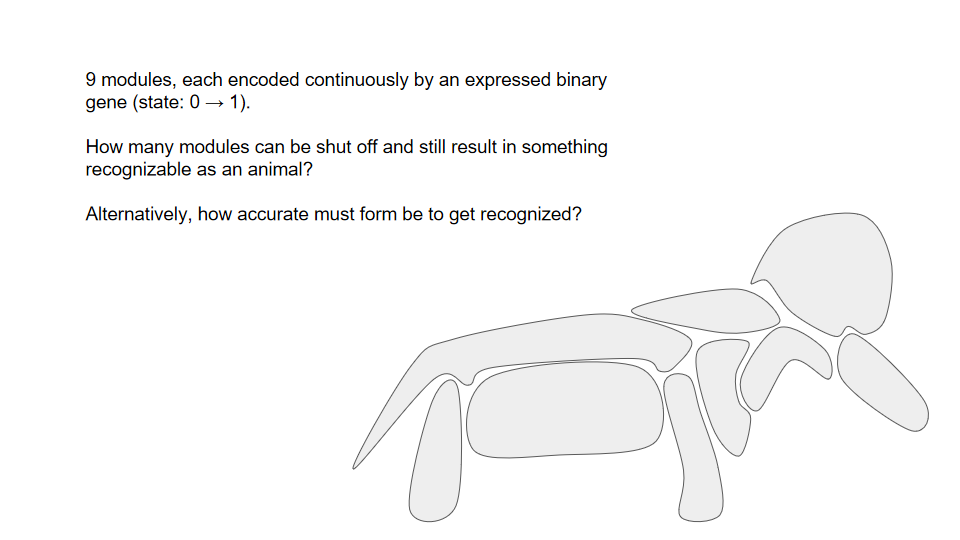 9 modules, each encoded continuously by an expressed binary
gene (state: 0 → 1).
How many modules can be shut off and still result in something
recognizable as an animal?
Alternatively, how accurate must form be to get recognized?